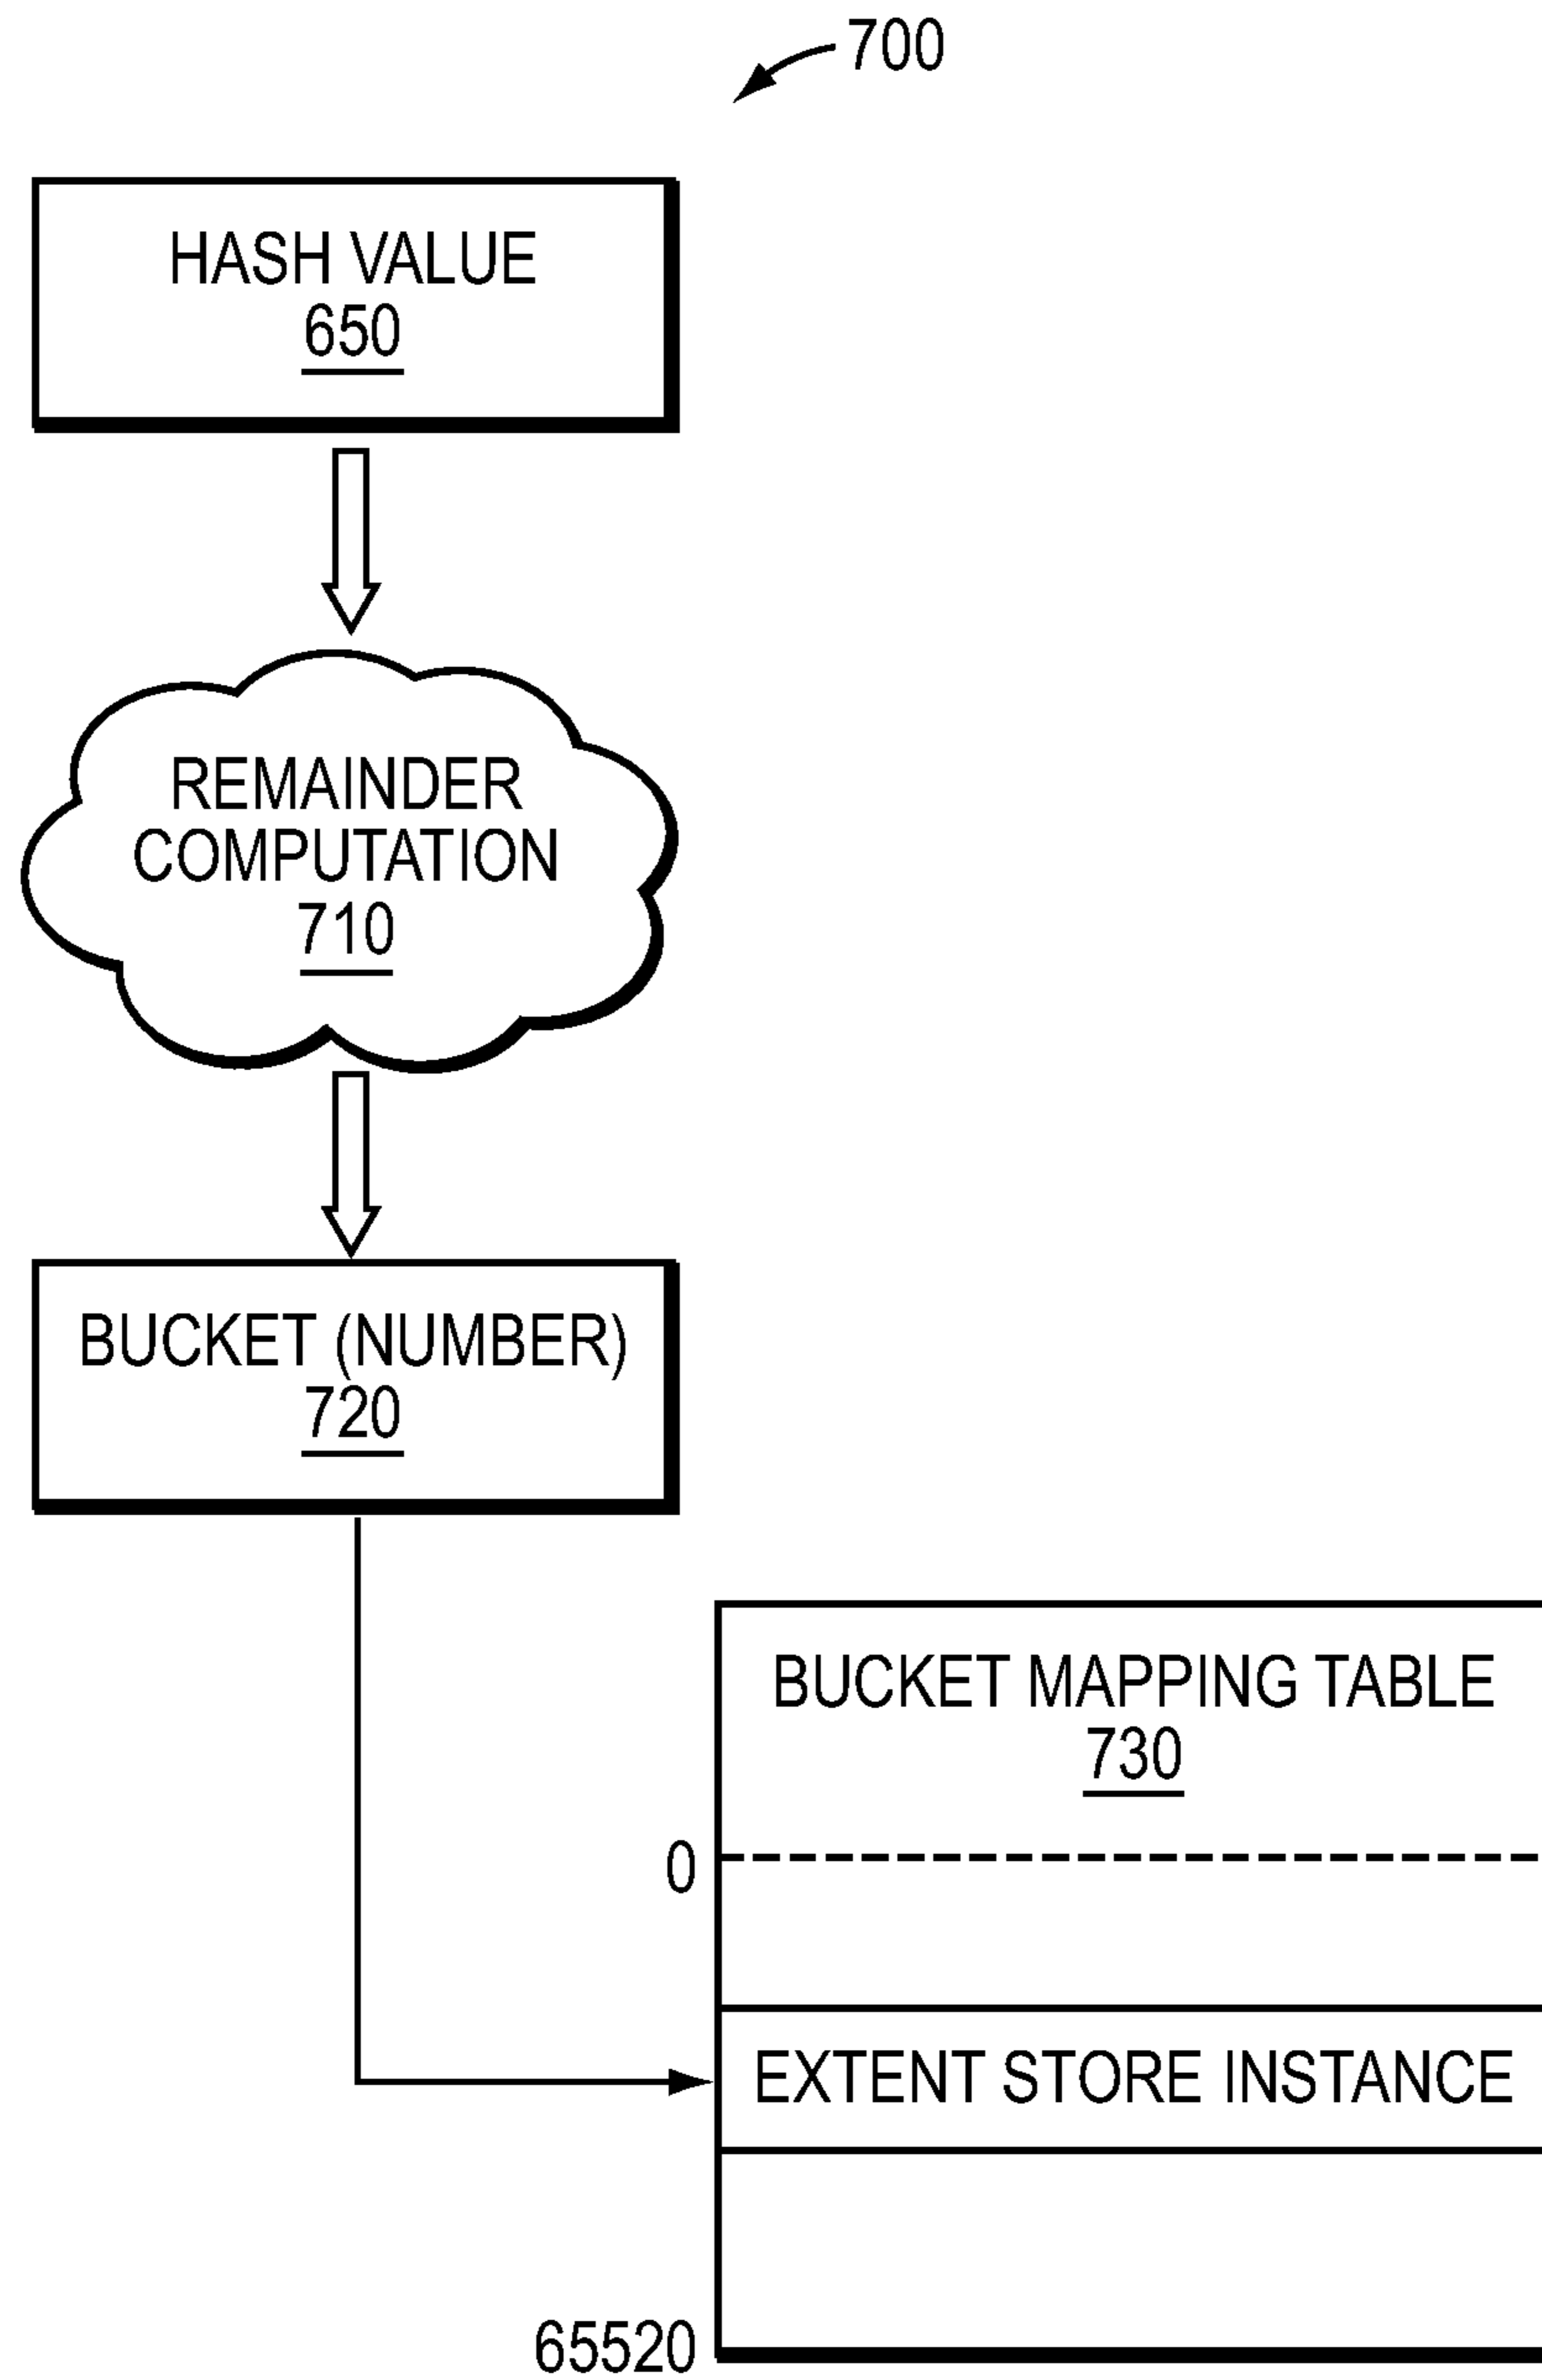 700
HASH VALUE
650
REMAINDER
COMPUTATION
710
BUCKET (NUMBER)
720
BUCKET MAPPING TABLE
730
0
EXTENT STORE INSTANCE
65520